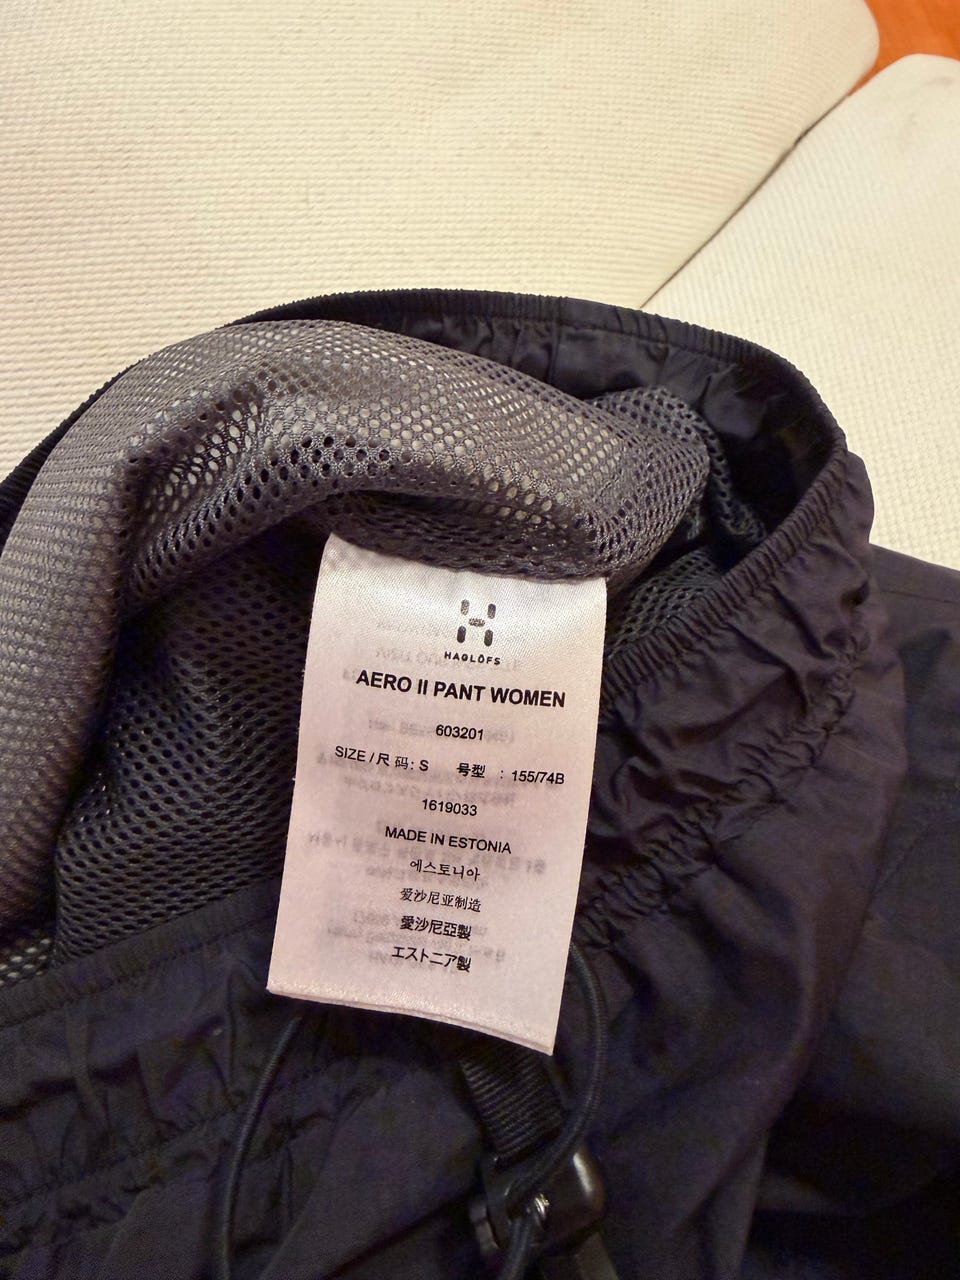 HAGLÖFS
AERO II PANT WOMEN
603201
SIZE / 尺 码: S 号型 : 155/74B
1619033
MADE IN ESTONIA
에스토니아
爱沙尼亚制造
愛沙尼亞製
エストニア製